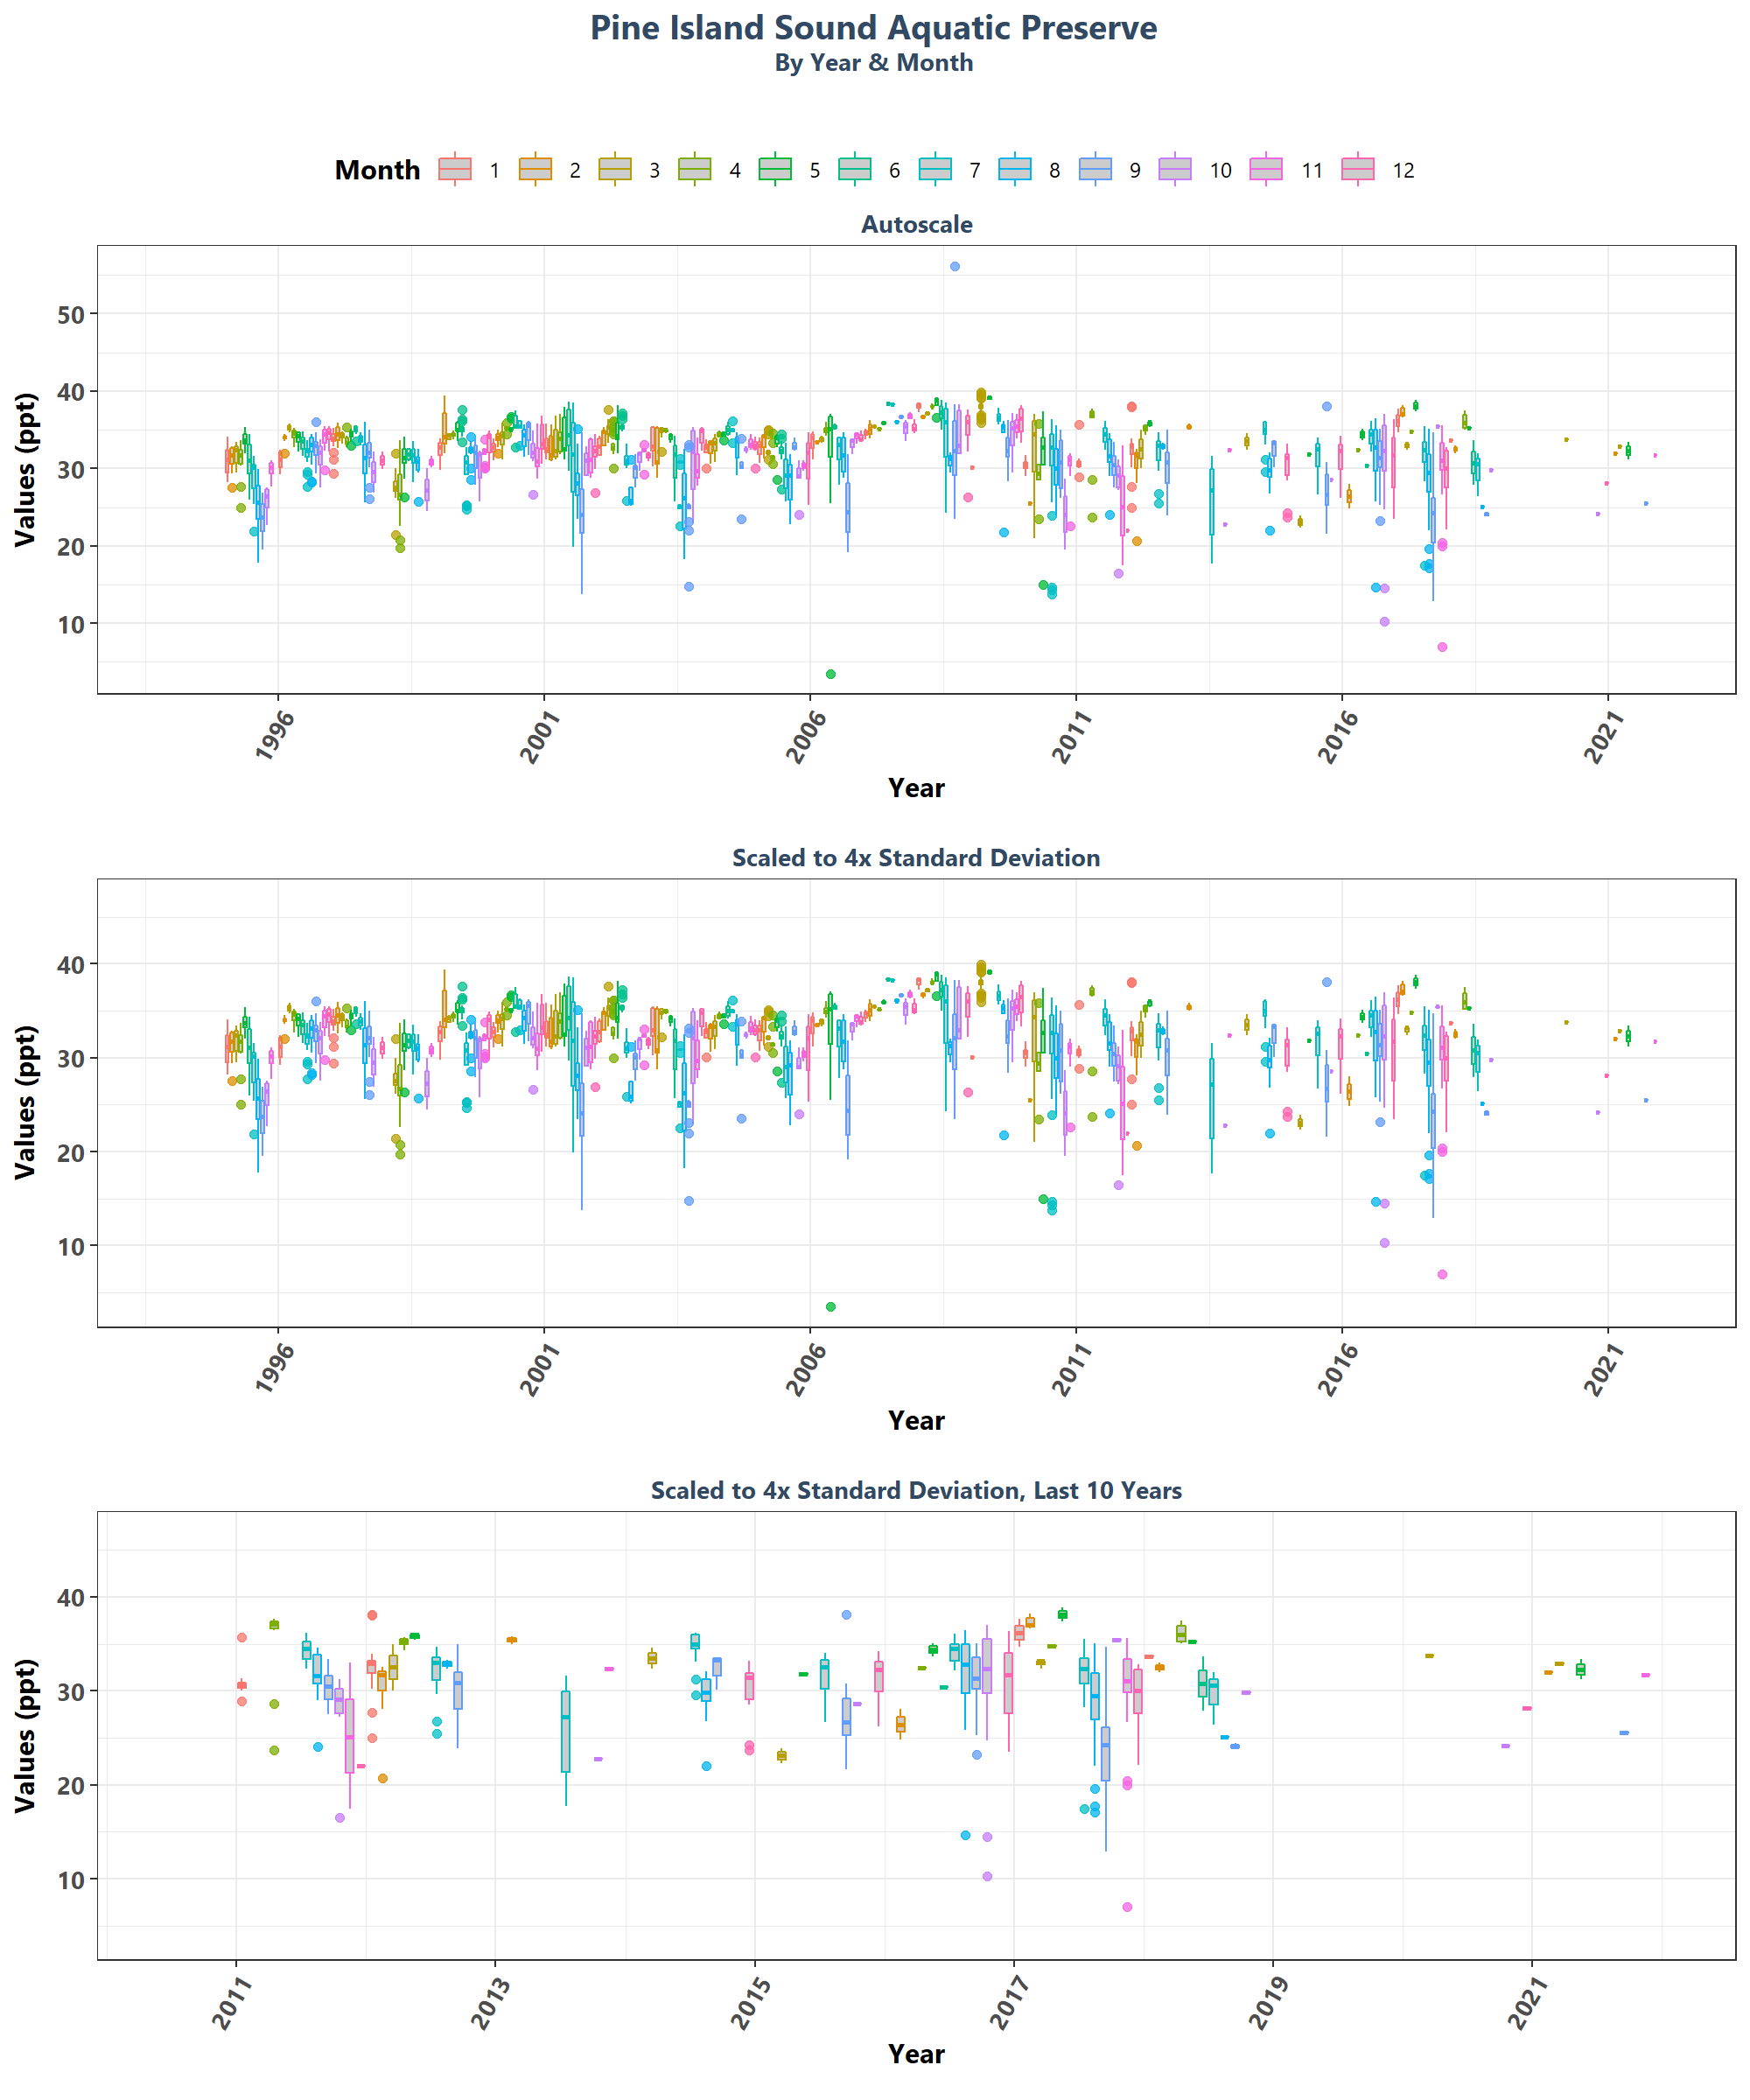 Pine Island Sound Aquatic Preserve
By Year & Month
Month 1 2 3 4 5 6 7 8 9 10 11 12
Autoscale
Values (ppt)
50
40
30
20
10
1996 2001 2006 2011 2016 2021
Year
Scaled to 4x Standard Deviation
Values (ppt)
40
30
20
10
1996 2001 2006 2011 2016 2021
Year
Scaled to 4x Standard Deviation, Last 10 Years
Values (ppt)
40
30
20
10
2011 2013 2015 2017 2019 2021
Year